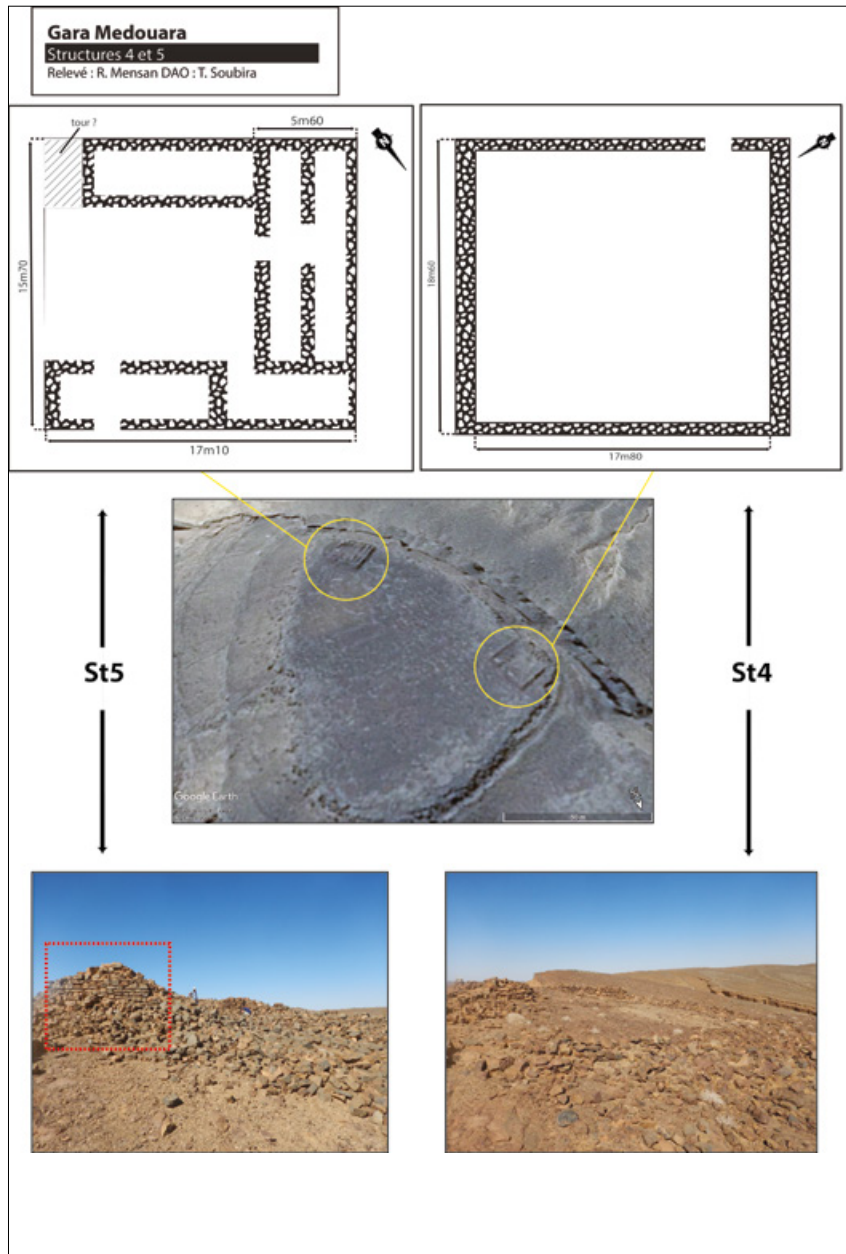 Gara Medouara
Structures 4 et 5
Relevé : R. Mensan DAO : T. Soubira
tour ?
5m60
15m70
17m10
18m60
17m80
St5
St4
Google Earth